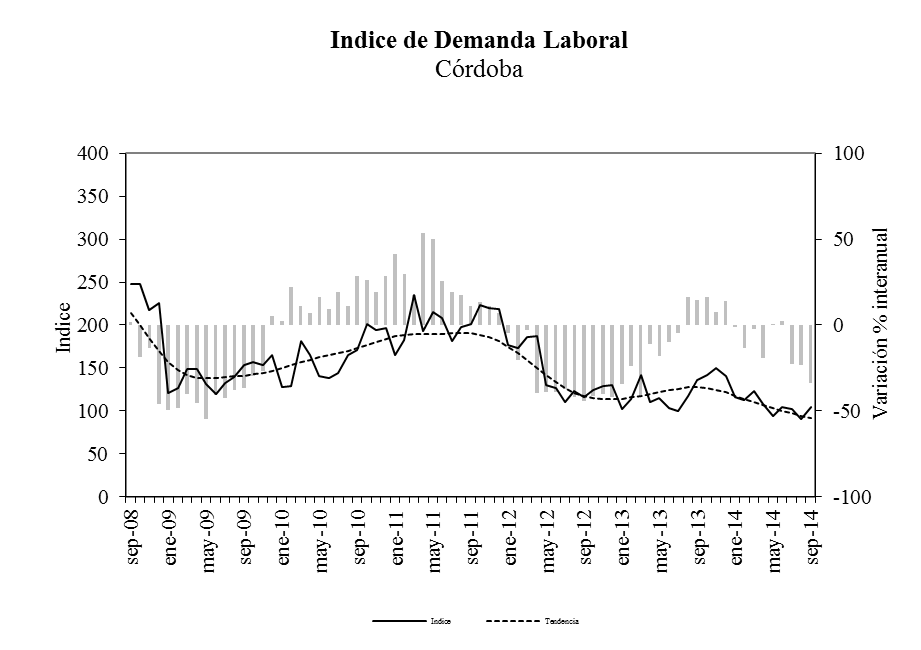 Indice de Demanda Laboral
Córdoba
400
350
300
250
200
150
100
50
0
Indice
100
50
0
-50
-100
Variación % interanual
sep-08
ene-09
may-09
sep-09
ene-10
may-10
sep-10
ene-11
may-11
sep-11
ene-12
may-12
sep-12
ene-13
may-13
sep-13
ene-14
may-14
sep-14
Indice
Tendencia